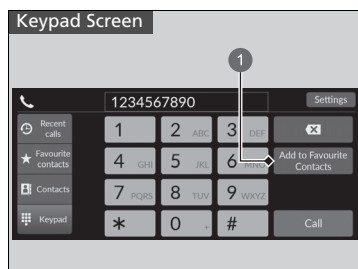 Keypad Screen
1
1234567890
Settings
Recent
calls
1
2 ABC
3 DEF
Favourite
contacts
4 GHI
5 JKL
6 MNO
Add to Favourite
Contacts
Contacts
7 PQRS
8 TUV
9 WXYZ
Keypad
*
0 +
#
Call